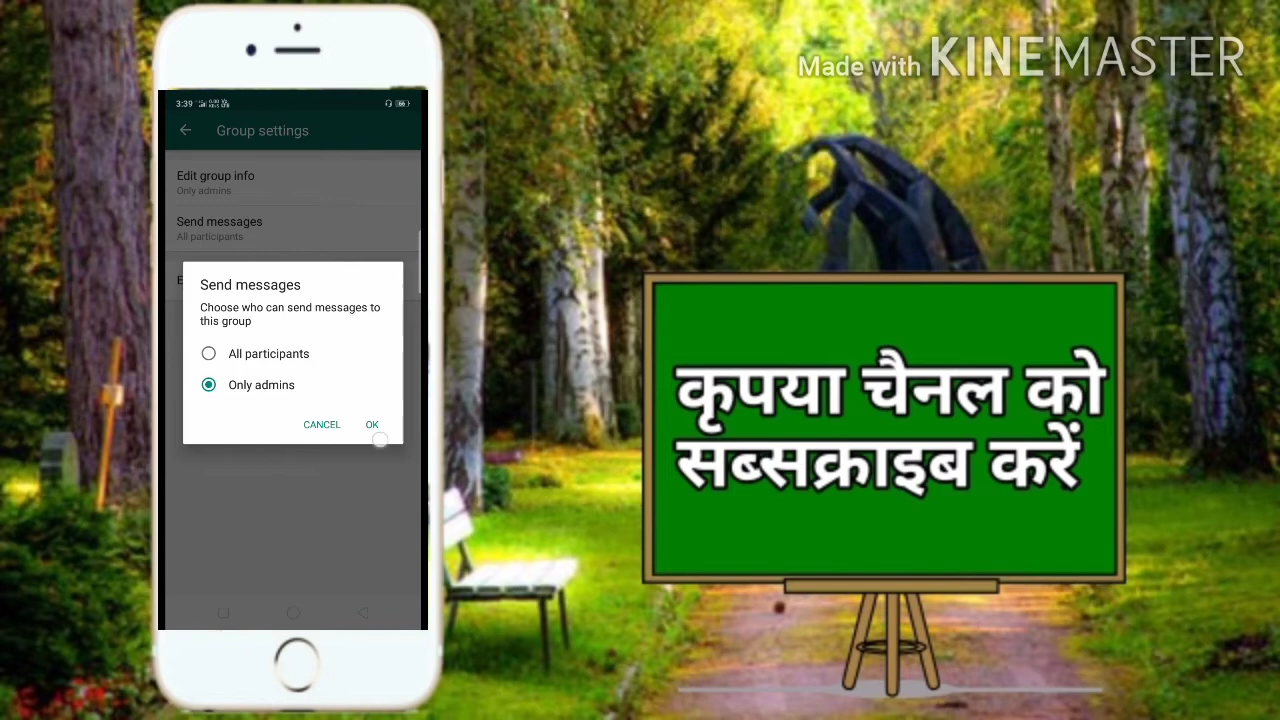 Made with KINEMASTER
3:39
66
Group settings
Edit group info
Only admins
Send messages
All participants
Send messages
Choose who can send messages to
this group
All participants
Only admins
CANCEL OK
कृपया चैनल को
सब्सक्राइब करें